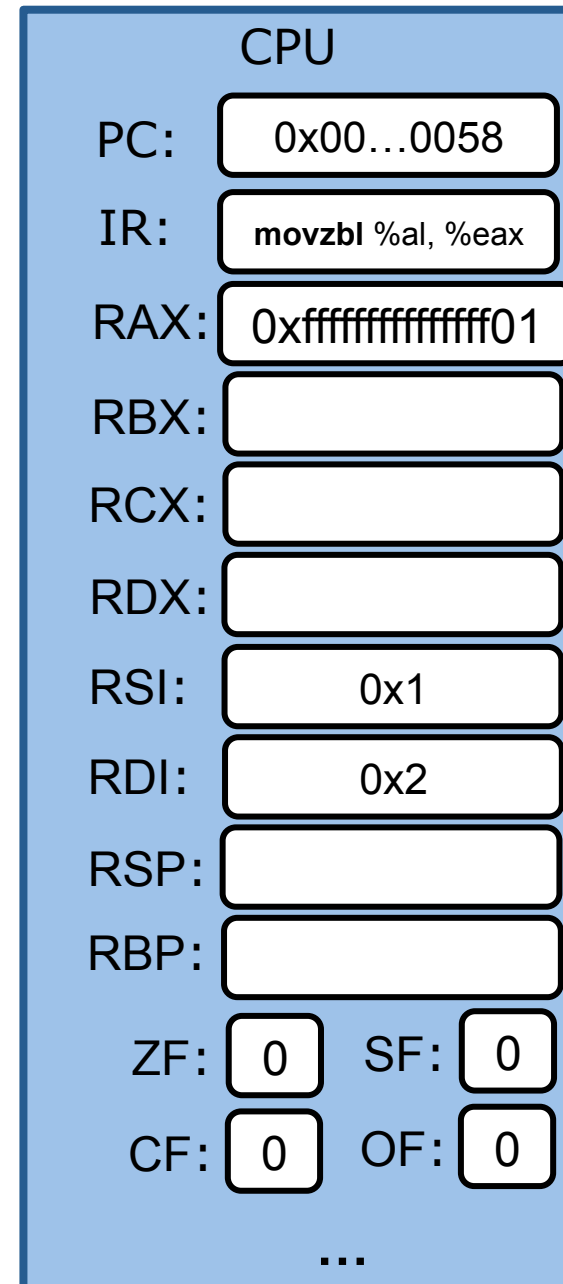 CPU
PC: 0x00…0058
IR: movzbl %al, %eax
RAX: 0xffffffffffffff01
RBX:
RCX:
RDX:
RSI: 0x1
RDI: 0x2
RSP:
RBP:
ZF: 0 SF: 0
CF: 0 OF: 0
...